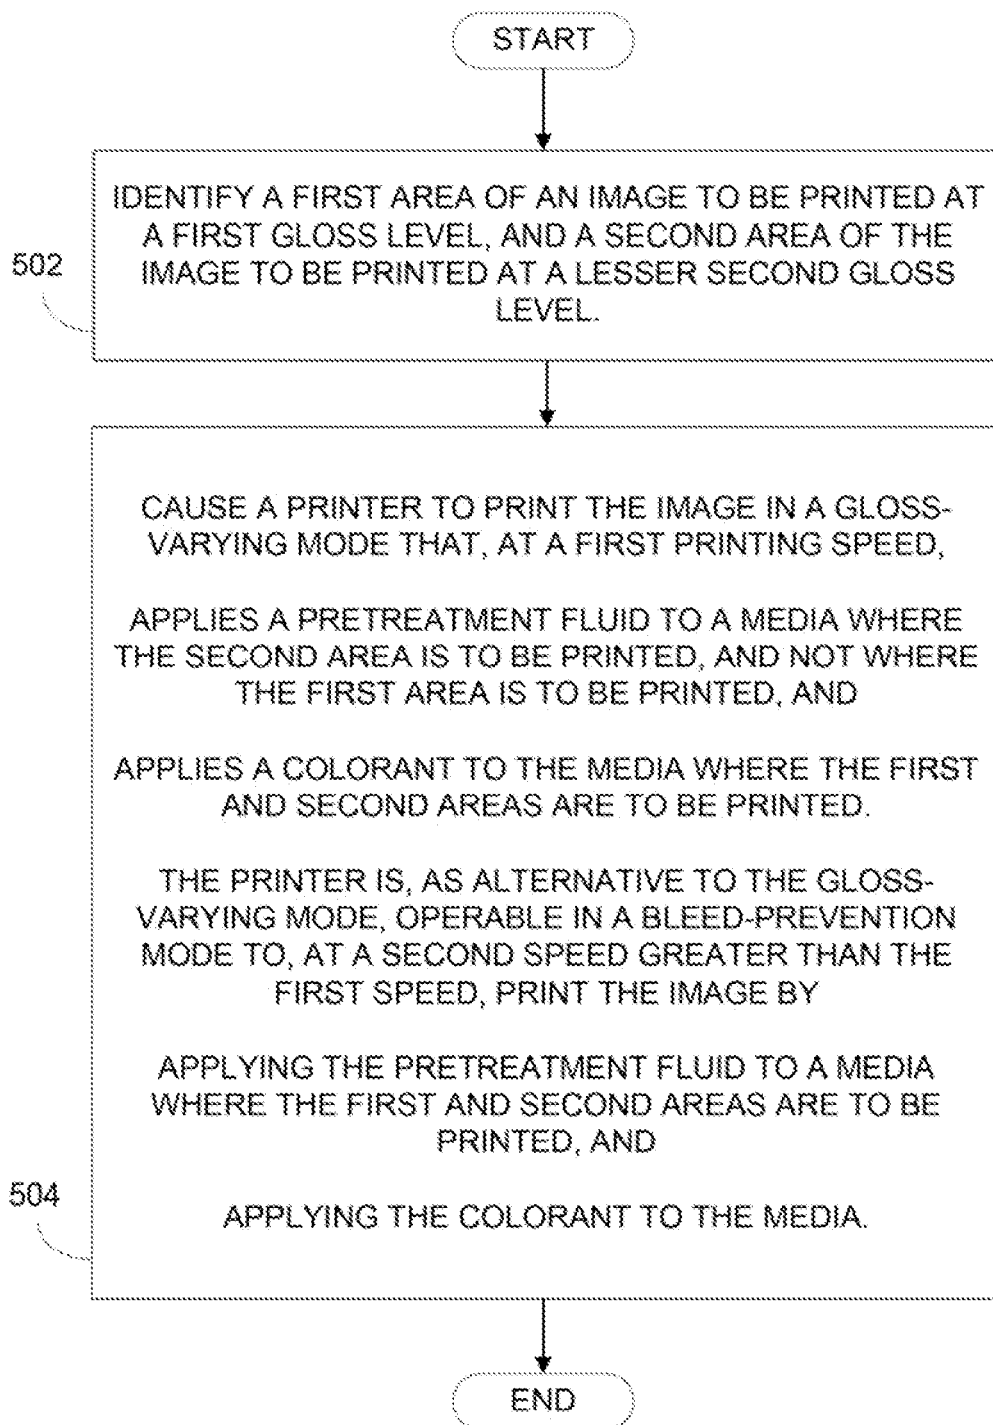 START
IDENTIFY A FIRST AREA OF AN IMAGE TO BE PRINTED AT
A FIRST GLOSS LEVEL, AND A SECOND AREA OF THE
IMAGE TO BE PRINTED AT A LESSER SECOND GLOSS
LEVEL.
502
CAUSE A PRINTER TO PRINT THE IMAGE IN A GLOSS-
VARYING MODE THAT, AT A FIRST PRINTING SPEED,
APPLIES A PRETREATMENT FLUID TO A MEDIA WHERE
THE SECOND AREA IS TO BE PRINTED, AND NOT WHERE
THE FIRST AREA IS TO BE PRINTED, AND
APPLIES A COLORANT TO THE MEDIA WHERE THE FIRST
AND SECOND AREAS ARE TO BE PRINTED.
THE PRINTER IS, AS ALTERNATIVE TO THE GLOSS-
VARYING MODE, OPERABLE IN A BLEED-PREVENTION
MODE TO, AT A SECOND SPEED GREATER THAN THE
FIRST SPEED, PRINT THE IMAGE BY
APPLYING THE PRETREATMENT FLUID TO A MEDIA
WHERE THE FIRST AND SECOND AREAS ARE TO BE
PRINTED, AND
504
APPLYING THE COLORANT TO THE MEDIA.
END